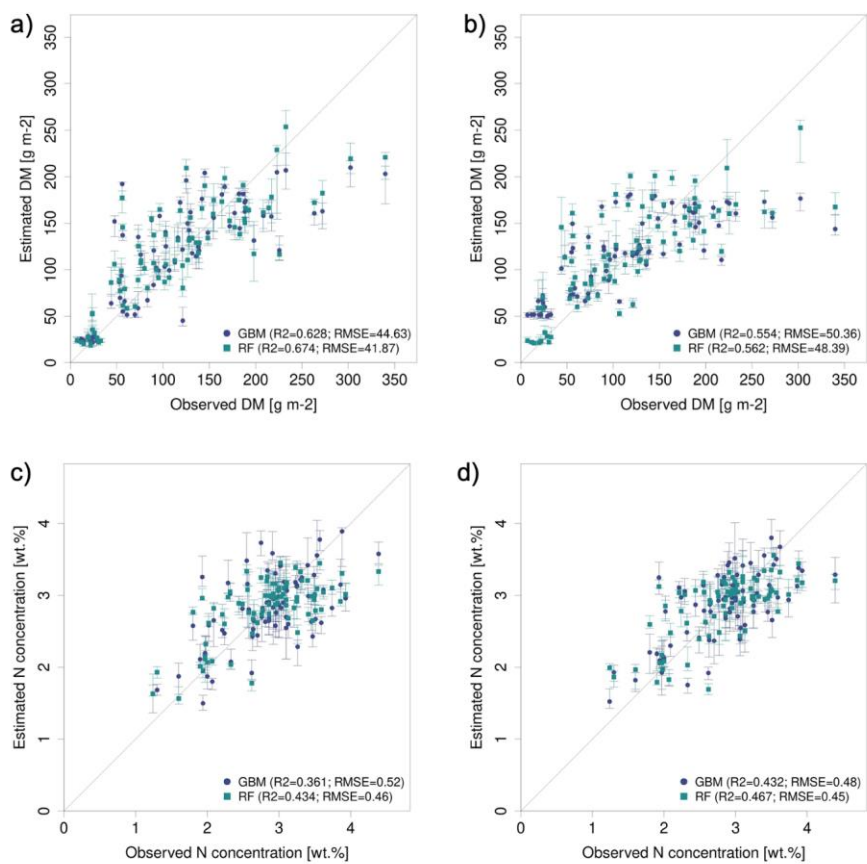 a)
350
300
250
200
150
100
50
0
Estimated DM [g m-2]
GBM (R2=0.628; RMSE=44.63)
RF (R2=0.674; RMSE=41.87)
0 50 100 150 200 250 300 350
Observed DM [g m-2]
b)
350
300
250
200
150
100
50
0
Estimated DM [g m-2]
GBM (R2=0.554; RMSE=50.36)
RF (R2=0.562; RMSE=48.39)
0 50 100 150 200 250 300 350
Observed DM [g m-2]
c)
4
3
2
1
0
Estimated N concentration [wt.%]
GBM (R2=0.361; RMSE=0.52)
RF (R2=0.434; RMSE=0.46)
0 1 2 3 4
Observed N concentration [wt.%]
d)
4
3
2
1
0
Estimated N concentration [wt.%]
GBM (R2=0.432; RMSE=0.48)
RF (R2=0.467; RMSE=0.45)
0 1 2 3 4
Observed N concentration [wt.%]